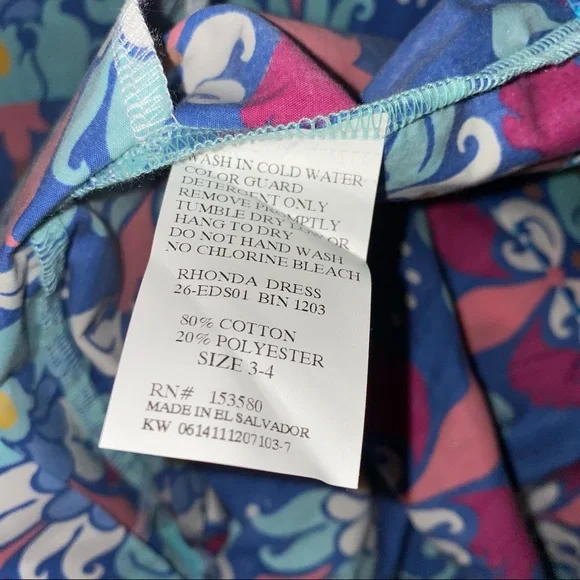 WASH IN COLD WATER
COLOR GUARD
DETERGENT ONLY
REMOVE PROMPTLY
TUMBLE DRY LOW OR
HANG TO DRY
DO NOT HAND WASH
NO CHLORINE BLEACH
RHONDA DRESS
26-EDS01 BIN 1203
80% COTTON
20% POLYESTER
SIZE 3-4
RN# 153580
MADE IN EL SALVADOR
KW 0614111207103-7